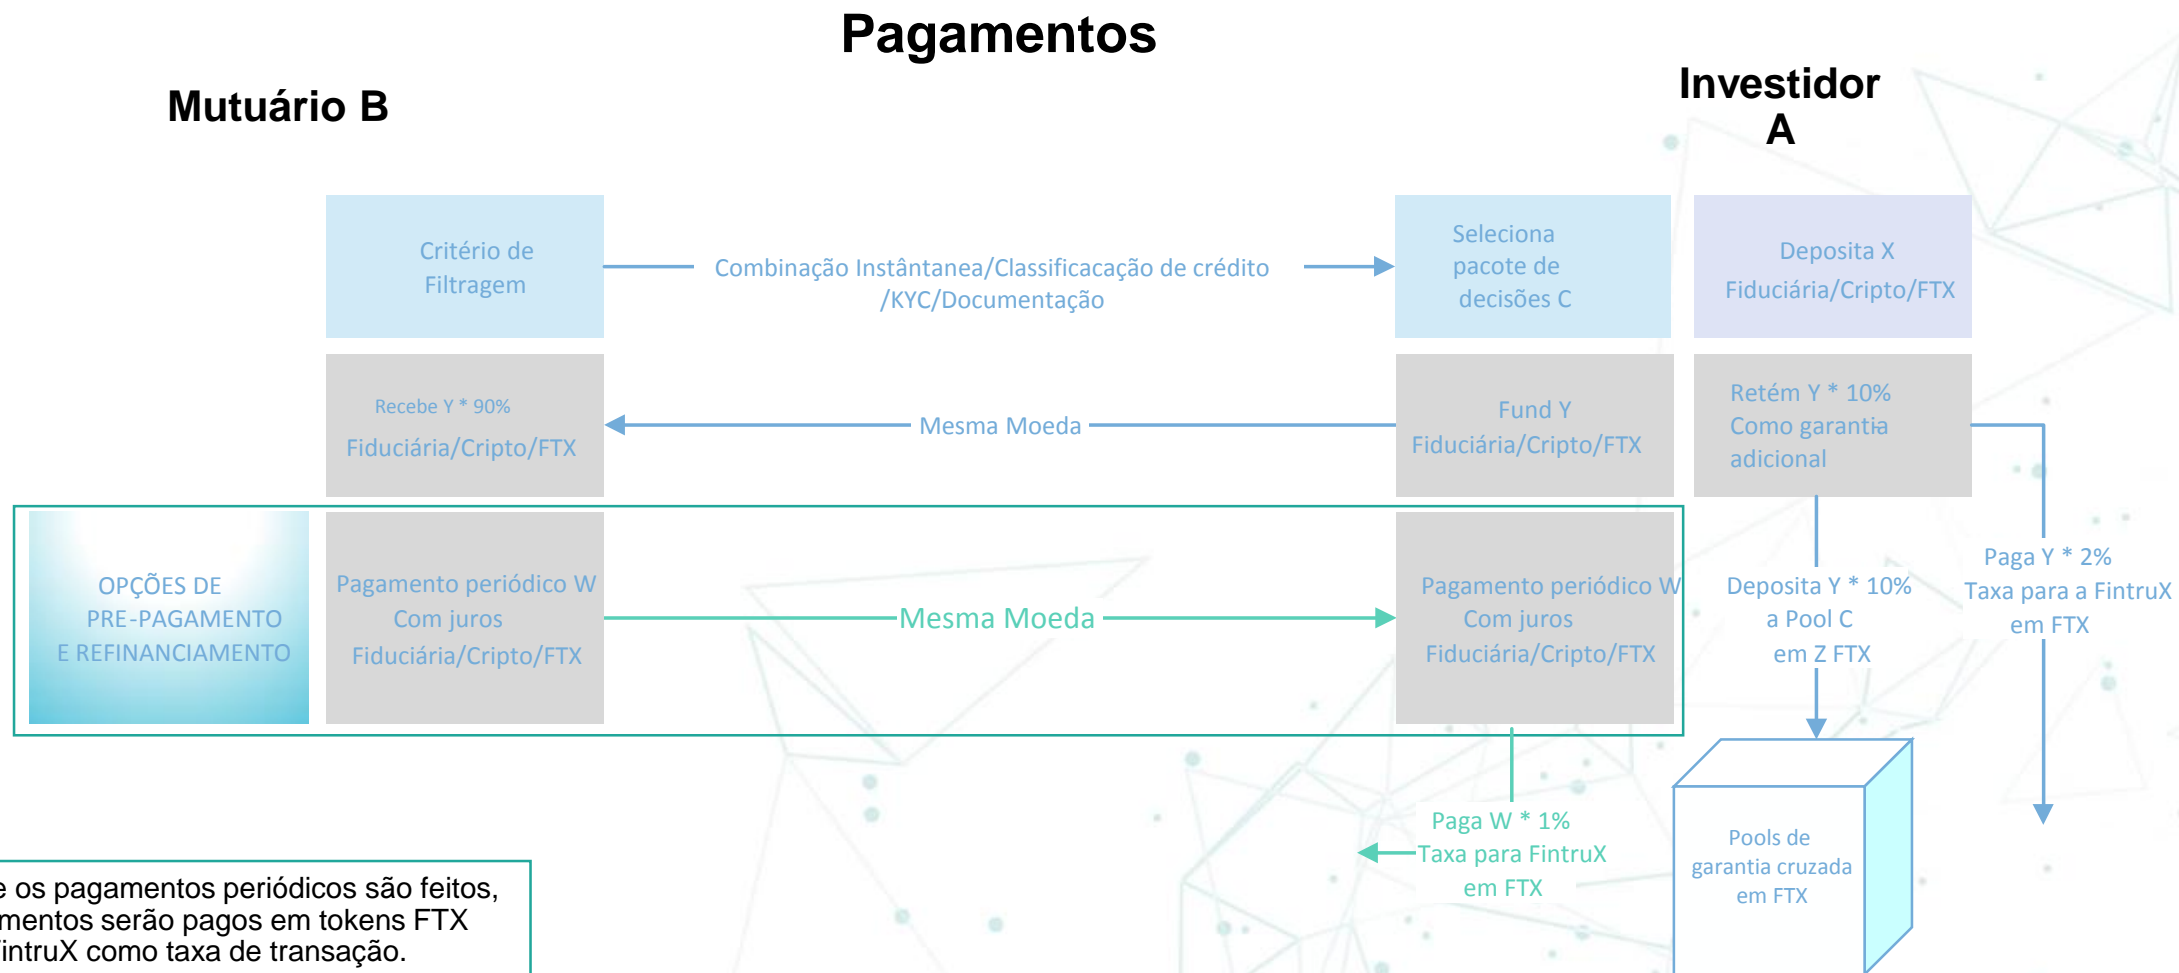 Pagamentos
Mutuário B
Investidor
A
Critério de
Filtragem
Combinação Instântanea/Classificacação de crédito
/KYC/Documentação
Seleciona
pacote de
decisões C
Deposita X
Fiduciária/Cripto/FTX
Recebe Y * 90%
Fiduciária/Cripto/FTX
Mesma Moeda
Fund Y
Fiduciária/Cripto/FTX
Retém Y * 10%
Como garantia
adicional
OPÇÕES DE
PRE-PAGAMENTO
E REFINANCIAMENTO
Pagamento periódico W
Com juros
Fiduciária/Cripto/FTX
Mesma Moeda
Pagamento periódico W
Com juros
Fiduciária/Cripto/FTX
Deposita Y * 10%
a Pool C
em Z FTX
Paga Y * 2%
Taxa para a FintruX
em FTX
Paga W * 1%
Taxa para FintruX
em FTX
Pools de
garantia cruzada
em FTX
e os pagamentos periódicos são feitos,
mentos serão pagos em tokens FTX
intruX como taxa de transação.